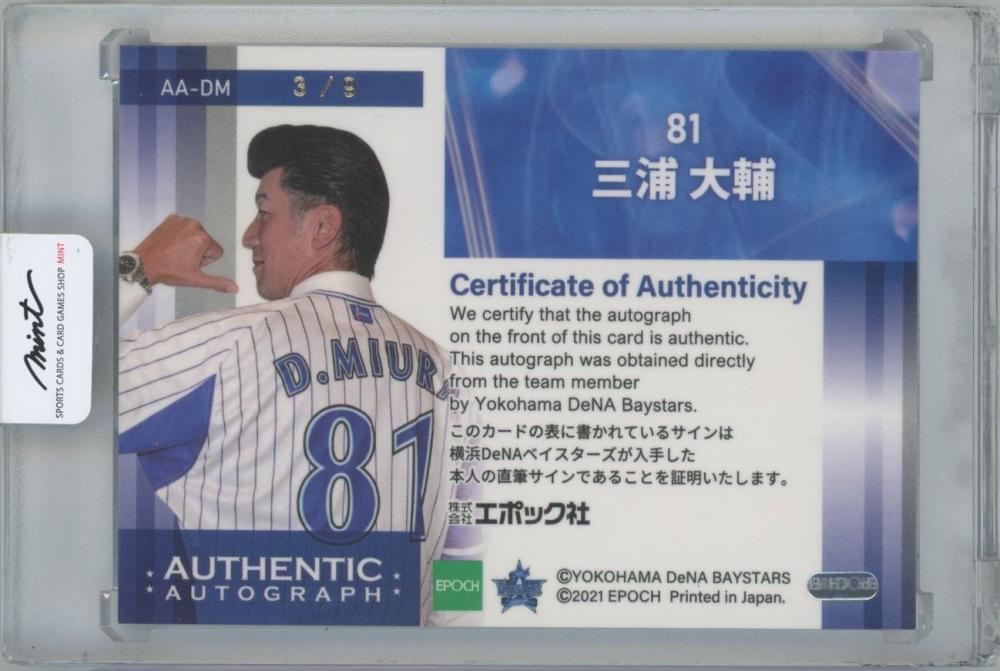 AA-DM 3/9
81
三浦 大輔
Certificate of Authenticity
We certify that the autograph
on the front of this card is authentic.
This autograph was obtained directly
from the team member
by Yokohama DeNA Baystars.
このカードの表に書かれているサインは
横浜DeNAベイスターズが入手した
本人の直筆サインであることを証明いたします。
株式会社エポック社
D.MIUR
81
AUTHENTIC
AUTOGRAPH
EPOCH
©YOKOHAMA DeNA BAYSTARS
©2021 EPOCH Printed in Japan.
mint
SPORTS CARDS & CARD GAMES SHOP MINT